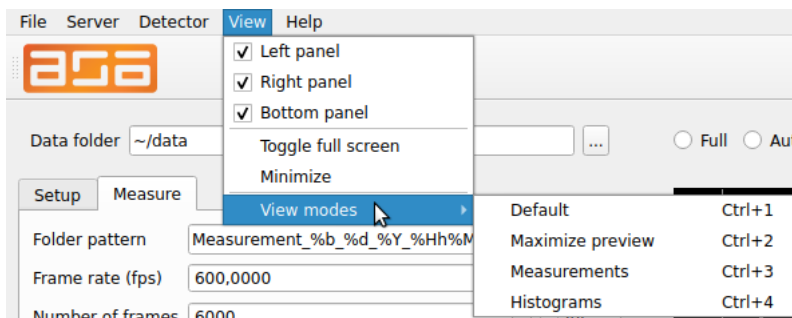 File Server Detector View Help
asa
Left panel
Right panel
Bottom panel
Data folder ~/data ... Full
Toggle full screen
Minimize
Setup Measure
View modes
Default Ctrl+1
Folder pattern Measurement_%b_%d_%Y_%Hh%M
Maximize preview Ctrl+2
Frame rate (fps) 600,0000
Measurements Ctrl+3
Number of frames 6000
Histograms Ctrl+4